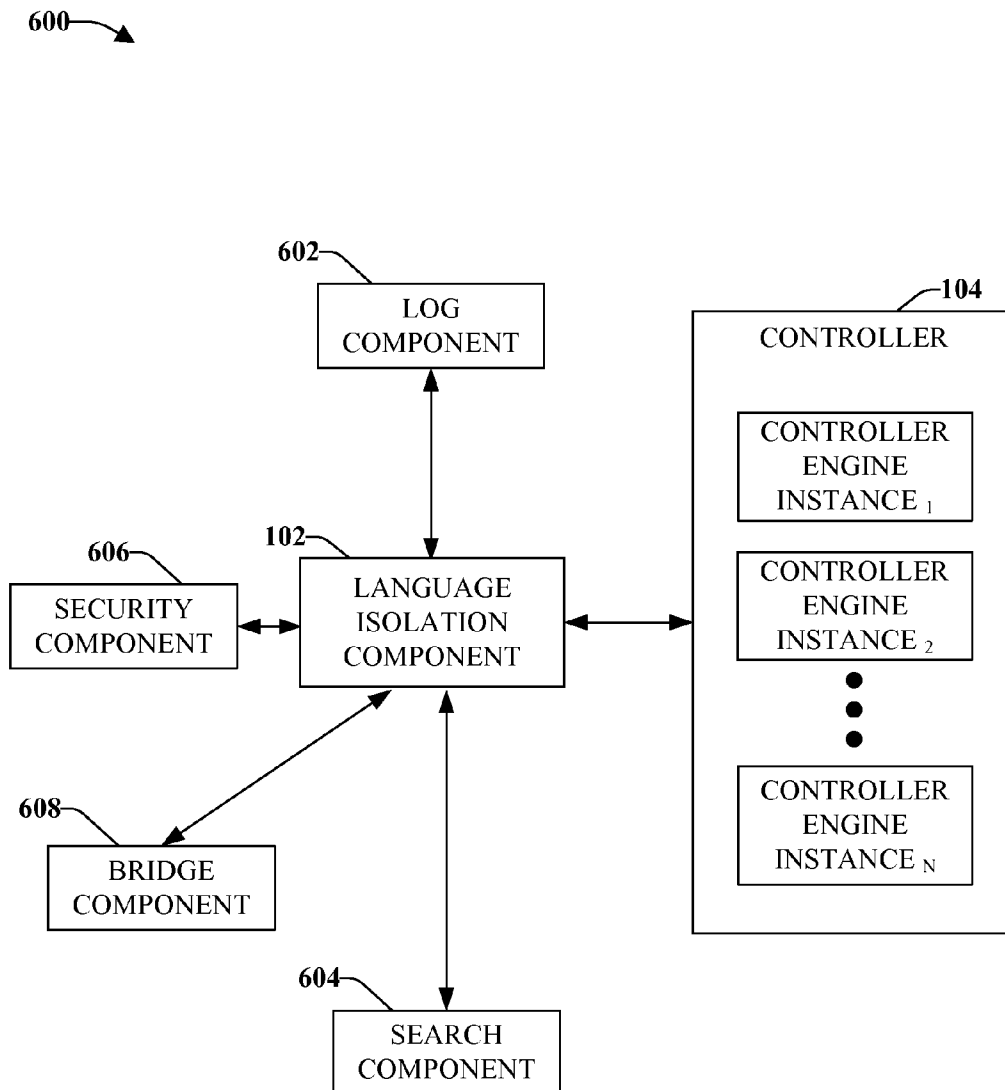 600
602
LOG
COMPONENT
104
CONTROLLER
CONTROLLER
ENGINE
INSTANCE 1
102
LANGUAGE
ISOLATION
COMPONENT
606
SECURITY
COMPONENT
CONTROLLER
ENGINE
INSTANCE 2
608
BRIDGE
COMPONENT
CONTROLLER
ENGINE
INSTANCE N
604
SEARCH
COMPONENT